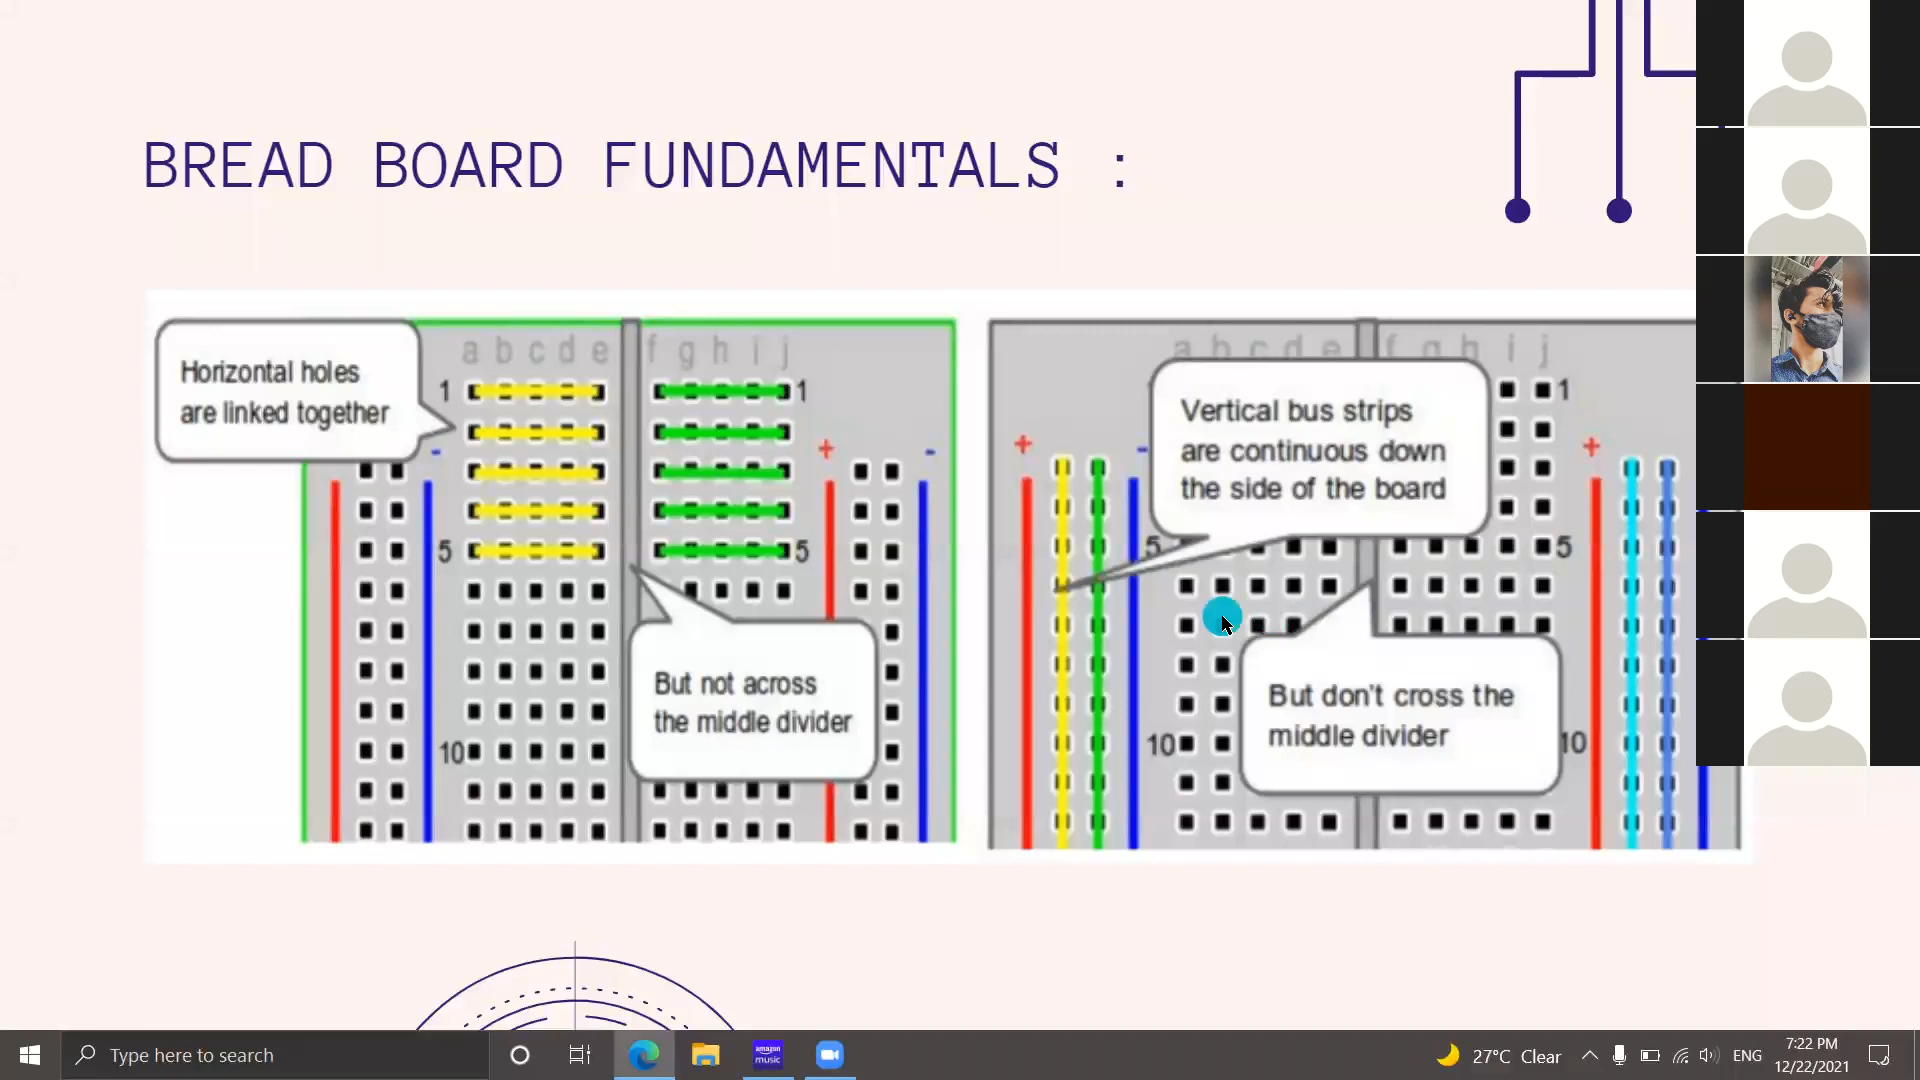 BREAD BOARD FUNDAMENTALS :
Horizontal holes
are linked together
a b c d e f g h i j
1 1
5 5
10
+ -
-
But not across
the middle divider
a b c d e f g h i j
1
5 5
10 10
+ - +
Vertical bus strips
are continuous down
the side of the board
But don't cross the
middle divider
Type here to search
amazon
music
27°C Clear
ENG
7:22 PM
12/22/2021